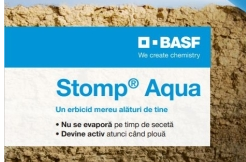 BASF
We create chemistry
Stomp® Aqua
Un erbicid mereu alături de tine
• Nu se evaporă pe timp de secetă
• Devine activ atunci când plouă